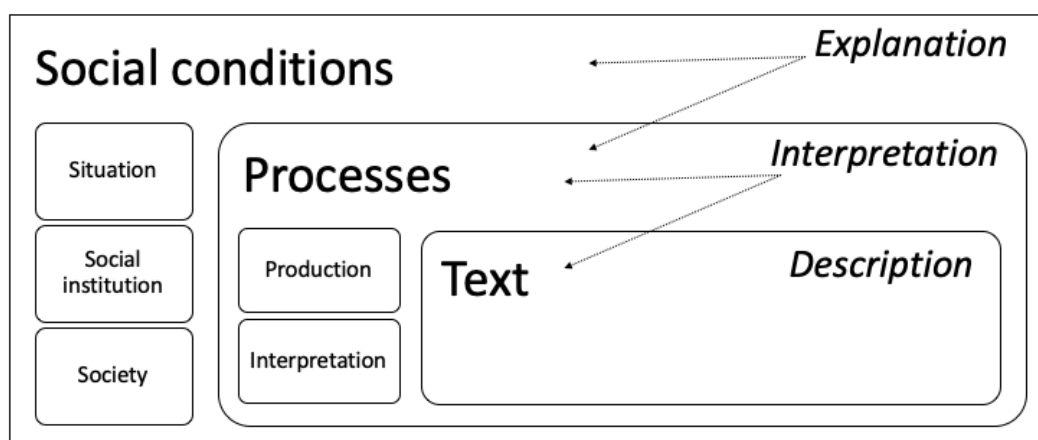 Explanation
Social conditions
Situation
Interpretation
Processes
Social
institution
Production
Description
Text
Interpretation
Society